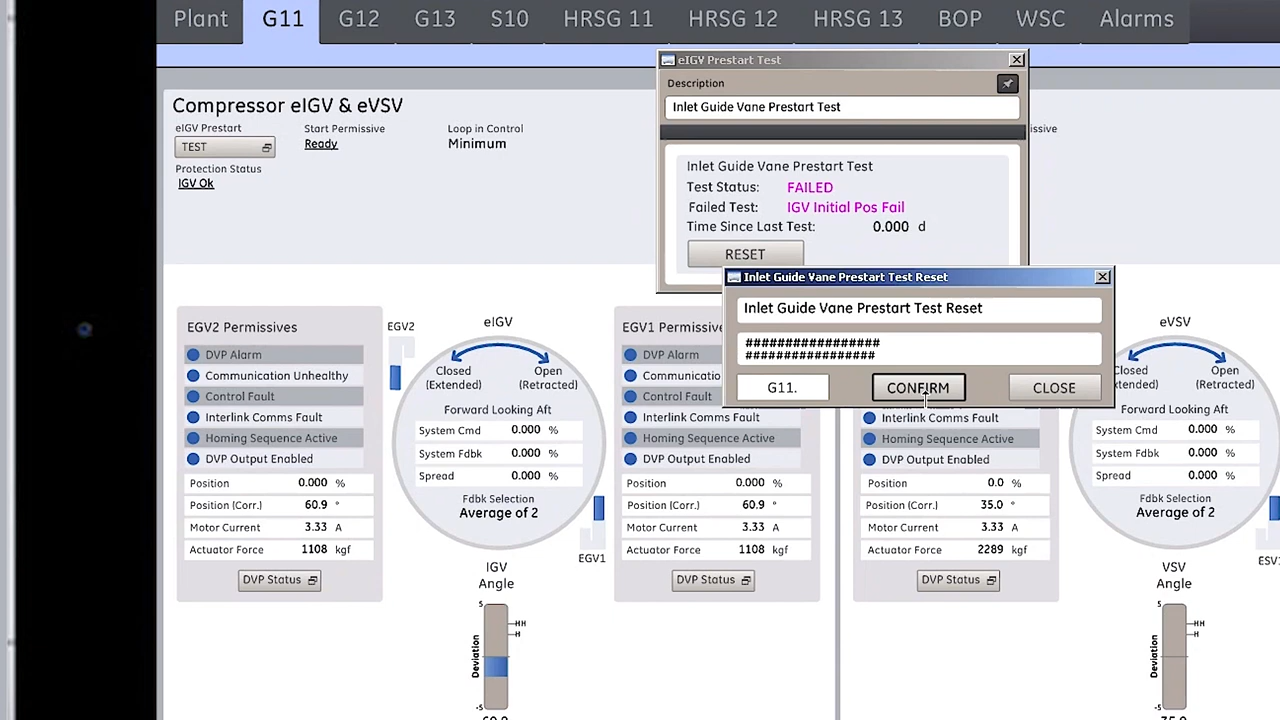 Plant G11 G12 G13 S10 HRSG 11 HRSG 12 HRSG 13 BOP WSC Alarms
eIGV Prestart Test
Description
Inlet Guide Vane Prestart Test
Compressor eIGV & eVSV
eIGV Prestart
TEST
Start Permissive
Ready
Loop in Control
Minimum
Protection Status
IGV Ok
Inlet Guide Vane Prestart Test
Test Status: FAILED
Failed Test: IGV Initial Pos Fail
Time Since Last Test: 0.000 d
RESET
Inlet Guide Vane Prestart Test Reset
Inlet Guide Vane Prestart Test Reset
#################
#################
G11. CONFIRM CLOSE
EGV2 Permissives
DVP Alarm
Communication Unhealthy
Control Fault
Interlink Comms Fault
Homing Sequence Active
DVP Output Enabled
Position 0.000 %
Position (Corr.) 60.9 °
Motor Current 3.33 A
Actuator Force 1108 kgf
DVP Status
EGV2
eIGV
Closed
(Extended)
Open
(Retracted)
Forward Looking Aft
System Cmd 0.000 %
System Fdbk 0.000 %
Spread 0.000 %
Fdbk Selection
Average of 2
EGV1
IGV
Angle
5
HH
H
Deviation
-5
DVP Alarm
Control Fault
Interlink Comms Fault
Homing Sequence Active
DVP Output Enabled
Position 0.000 %
Position (Corr.) 60.9 °
Motor Current 3.33 A
Actuator Force 1108 kgf
DVP Status
Interlink Comms Fault
Homing Sequence Active
DVP Output Enabled
Position 0.0 %
Position (Corr.) 35.0 °
Motor Current 3.33 A
Actuator Force 2289 kgf
DVP Status
eVSV
Open
(Retracted)
Forward Looking Aft
System Cmd 0.000 %
System Fdbk 0.000 %
Spread 0.000 %
Fdbk Selection
Average of 2
VSV
Angle
5
HH
H
Deviation
-5